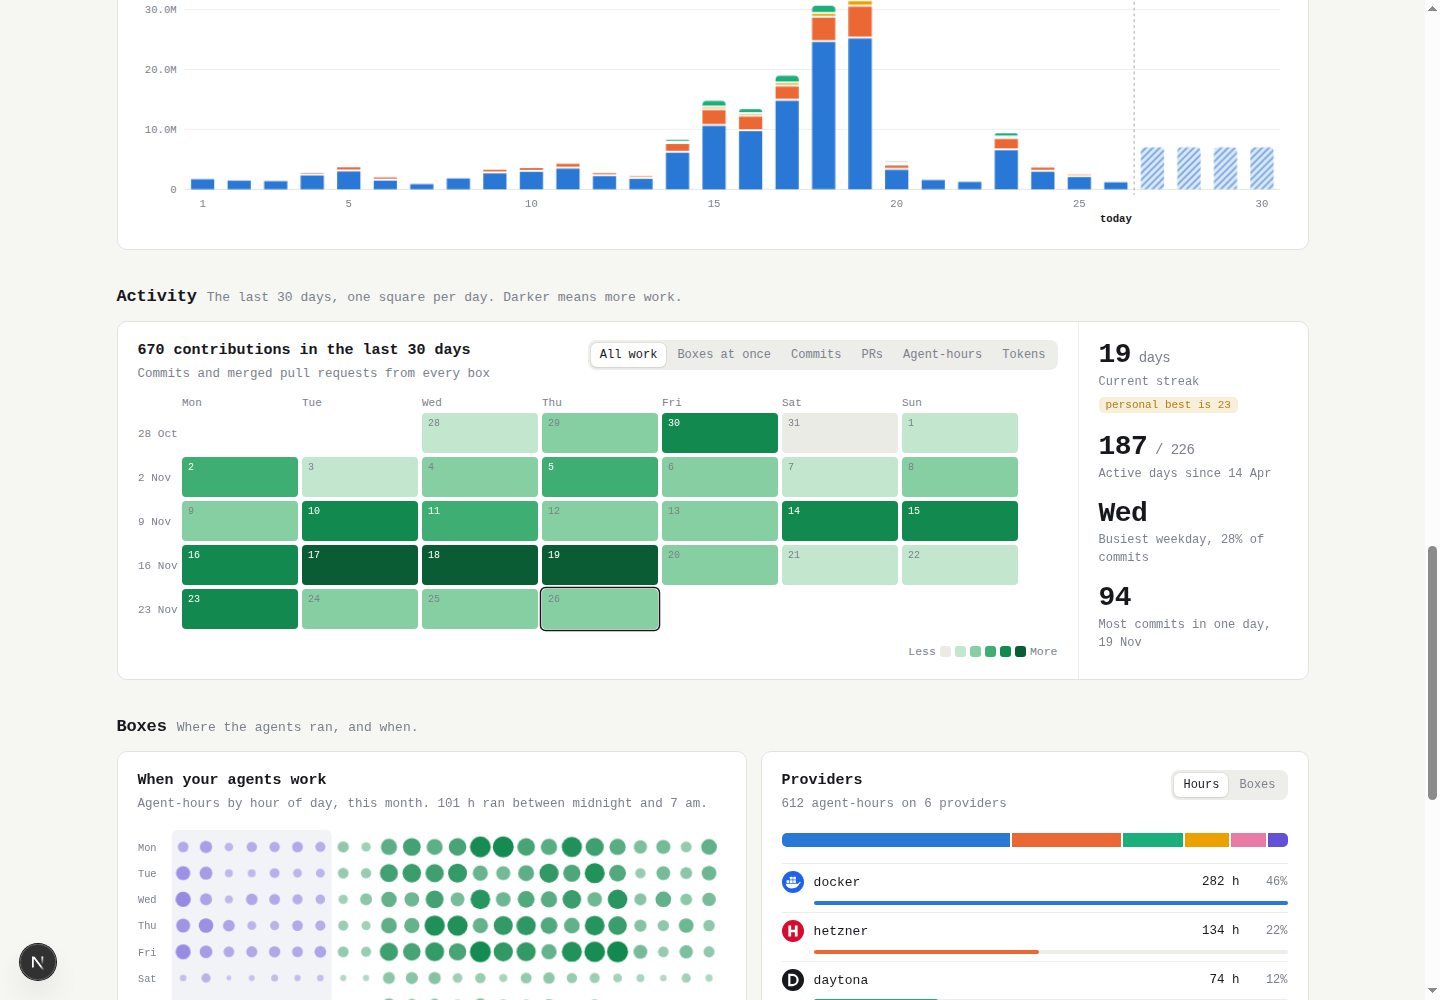 30.0M
20.0M
10.0M
0
1 5 10 15 20 25 30
today
Activity The last 30 days, one square per day. Darker means more work.
670 contributions in the last 30 days
Commits and merged pull requests from every box
All work Boxes at once Commits PRs Agent-hours Tokens
Mon Tue Wed Thu Fri Sat Sun
28 Oct 28 29 30 31 1
2 Nov 2 3 4 5 6 7 8
9 Nov 9 10 11 12 13 14 15
16 Nov 16 17 18 19 20 21 22
23 Nov 23 24 25 26
Less More
19 days
Current streak
personal best is 23
187 / 226
Active days since 14 Apr
Wed
Busiest weekday, 28% of
commits
94
Most commits in one day,
19 Nov
Boxes Where the agents ran, and when.
When your agents work
Agent-hours by hour of day, this month. 101 h ran between midnight and 7 am.
Mon
Tue
Wed
Thu
Fri
Sat
Providers
612 agent-hours on 6 providers
Hours Boxes
docker 282 h 46%
H hetzner 134 h 22%
D daytona 74 h 12%
N